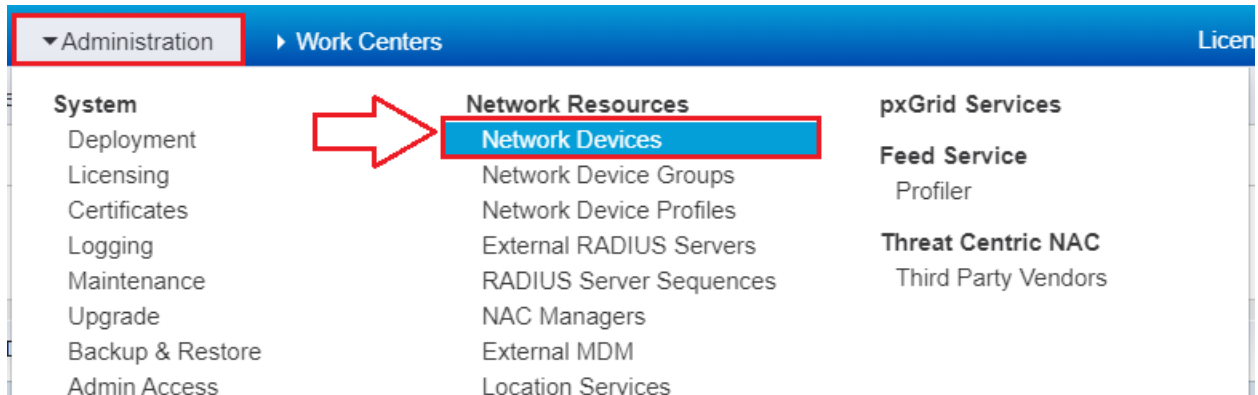 Administration
Work Centers
Licen
System
Deployment
Licensing
Certificates
Logging
Maintenance
Upgrade
Backup & Restore
Admin Access
Network Resources
Network Devices
Network Device Groups
Network Device Profiles
External RADIUS Servers
RADIUS Server Sequences
NAC Managers
External MDM
Location Services
pxGrid Services
Feed Service
Profiler
Threat Centric NAC
Third Party Vendors